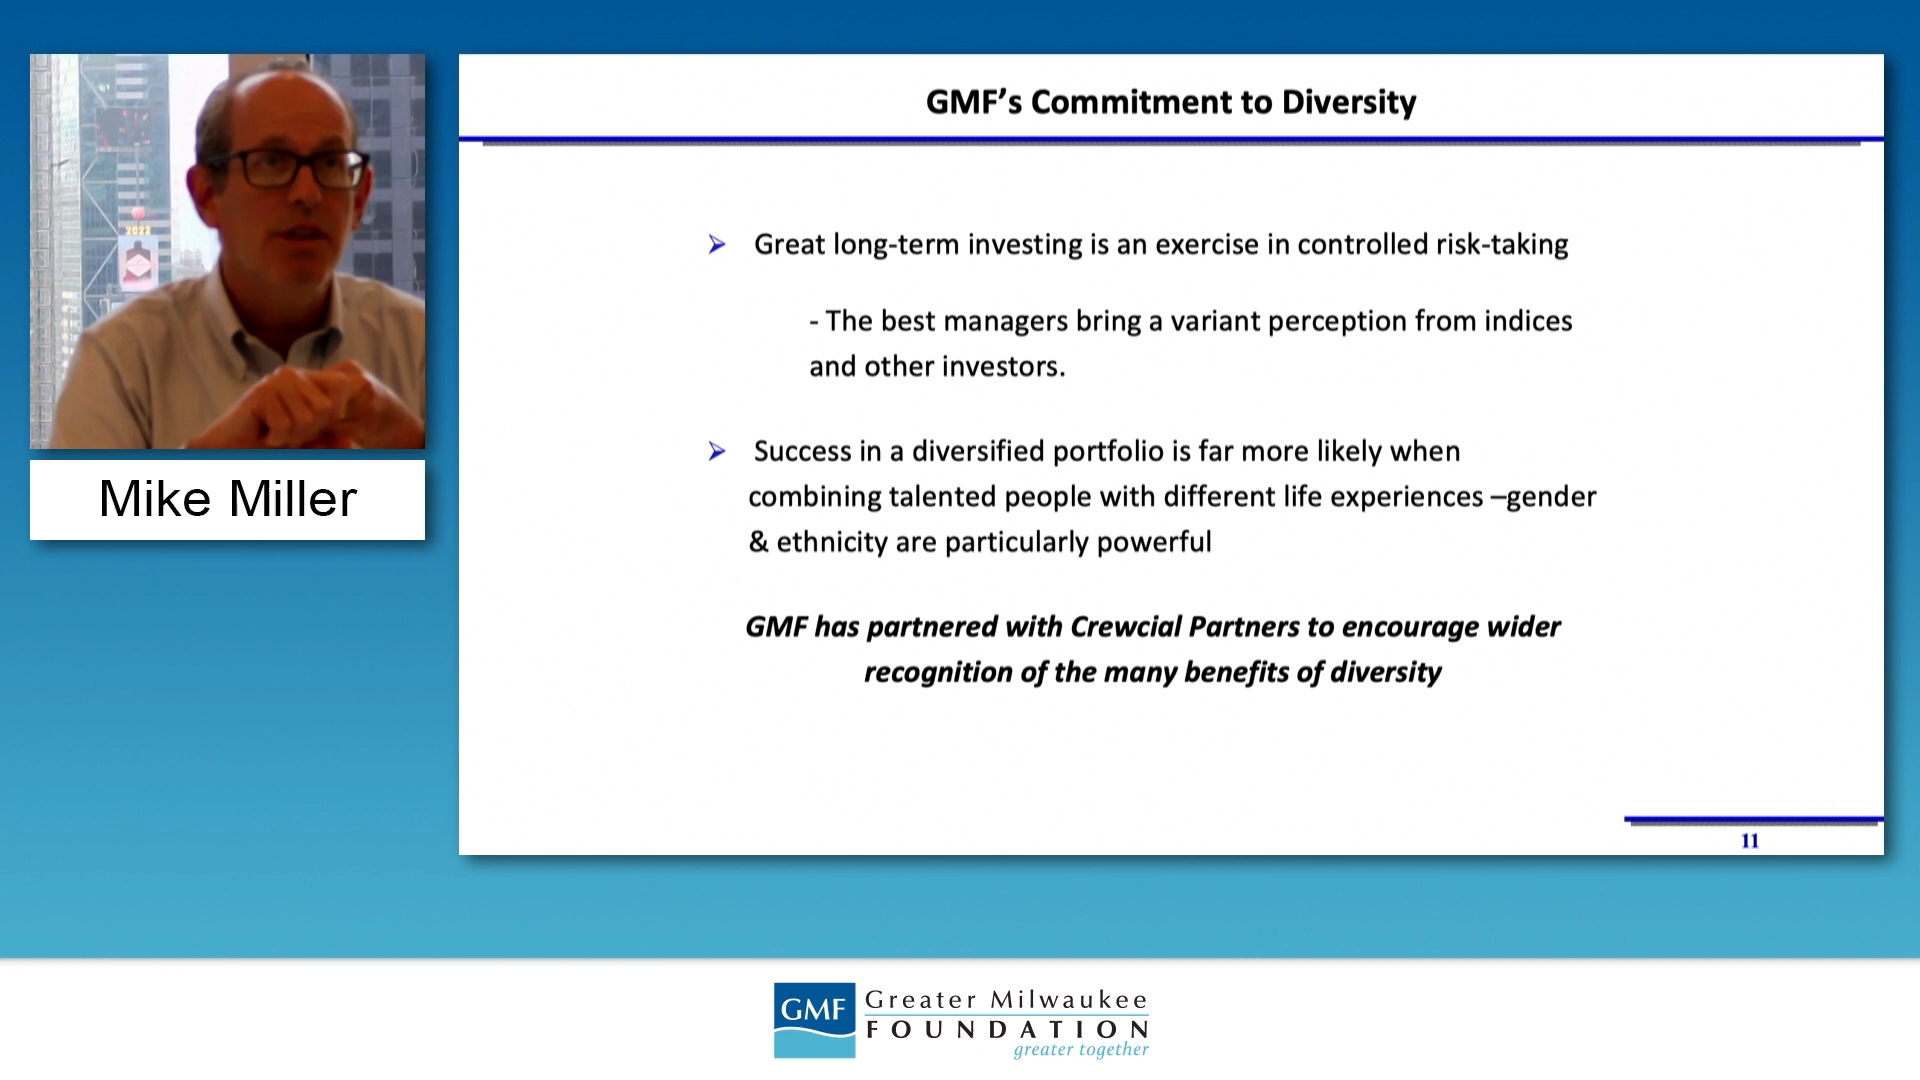 2022
Mike Miller
GMF's Commitment to Diversity
➢ Great long-term investing is an exercise in controlled risk-taking
- The best managers bring a variant perception from indices
and other investors.
➢ Success in a diversified portfolio is far more likely when
combining talented people with different life experiences –gender
& ethnicity are particularly powerful
GMF has partnered with Crewcial Partners to encourage wider
recognition of the many benefits of diversity
11
GMF
Greater Milwaukee
FOUNDATION
greater together